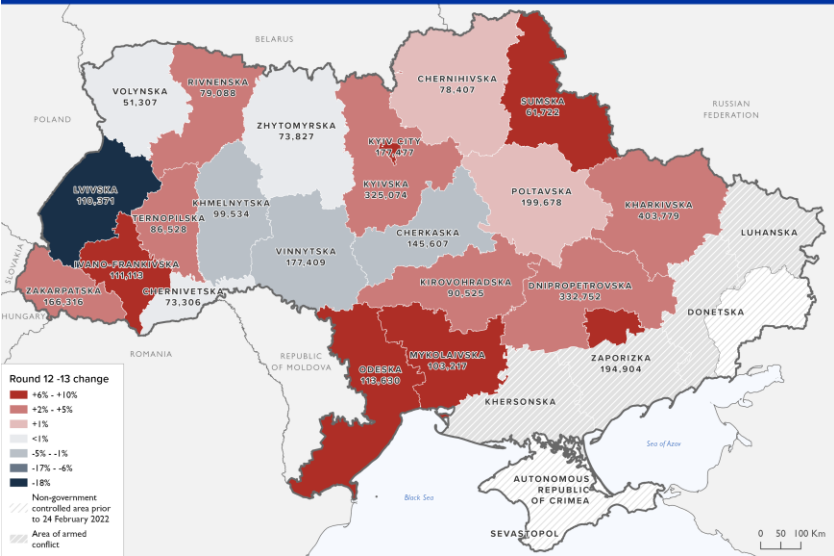 BELARUS
POLAND
RUSSIAN
FEDERATION
VOLYNSKA
51,307
RIVNENSKA
79,088
ZHYTOMYRSKA
73,827
CHERNIHIVSKA
78,407
SUMSKA
61,722
KYIV-CITY
177,477
KYIVSKA
325,074
LVIVSKA
110,371
TERNOPILSKA
86,528
KHMELNYTSKA
99,534
VINNYTSKA
177,409
CHERKASKA
145,607
POLTAVSKA
199,678
KHARKIVSKA
403,779
LUHANSKA
SLOVAKIA
IVANO-FRANKIVSKA
111,113
ZAKARPATSKA
166,316
CHERNIVETSKA
73,306
KIROVOHRADSKA
90,525
DNIPROPETROVSKA
332,752
DONETSKA
HUNGARY
ROMANIA
REPUBLIC
OF MOLDOVA
ODESKA
113,630
MYKOLAIVSKA
103,217
ZAPORIZKA
194,904
KHERSONSKA
Sea of Azov
Black Sea
AUTONOMOUS
REPUBLIC
OF CRIMEA
SEVASTOPOL
Round 12 -13 change
+6% - +10%
+2% - +5%
+1%
<1%
-5% - -1%
-17% - -6%
-18%
Non-government
controlled area prior
to 24 February 2022
Area of armed
conflict
0 50 100 Km